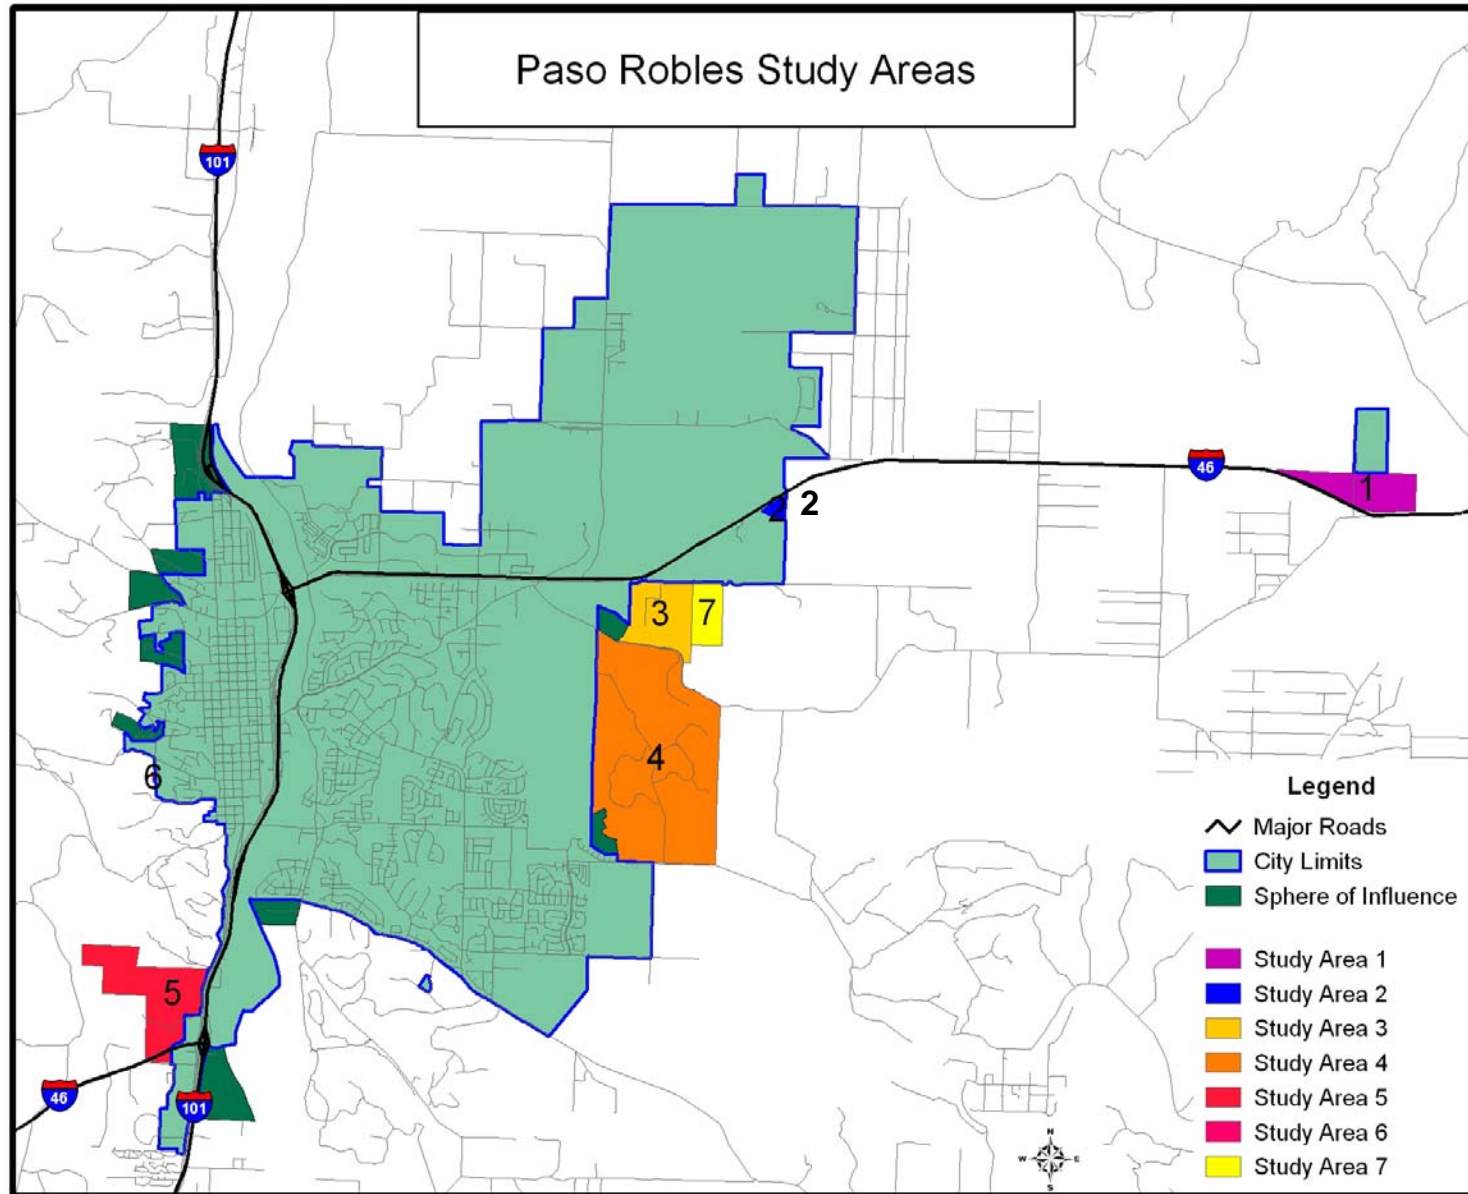 Paso Robles Study Areas
101
46
1
2
2
3
7
4
6
5
46
101
Legend
Major Roads
City Limits
Sphere of Influence
Study Area 1
Study Area 2
Study Area 3
Study Area 4
Study Area 5
Study Area 6
Study Area 7
N
W E
S